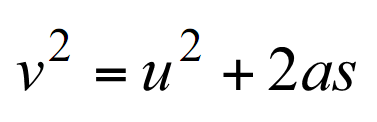 v² = u² + 2as